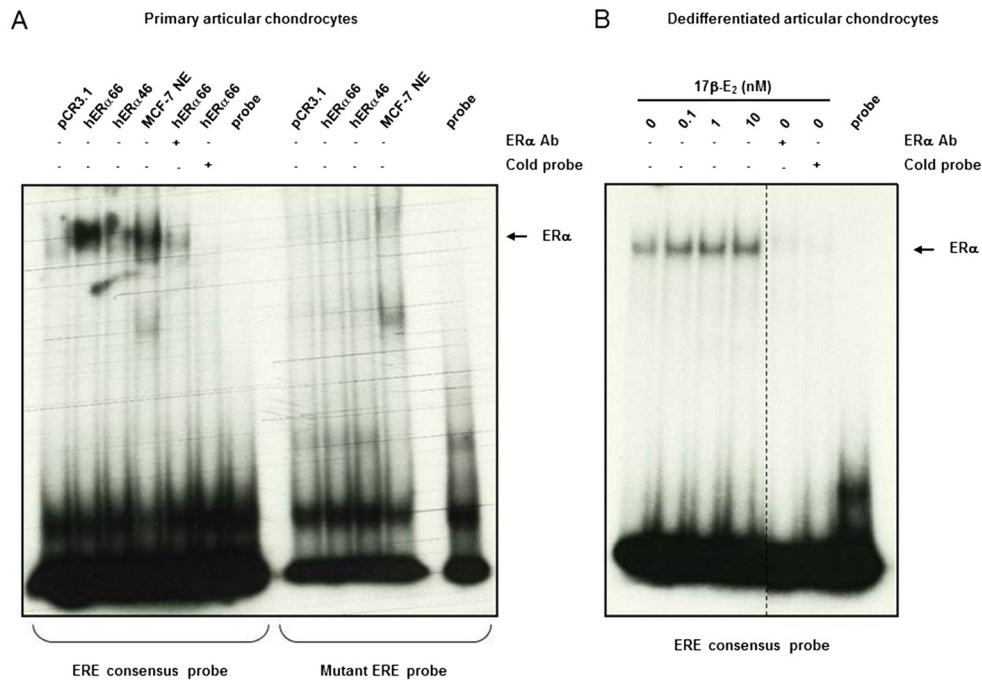 A
Primary articular chondrocytes
pCR3.1
hERα66
hERα46
MCF-7 NE
hERα66
hERα66
probe
pCR3.1
hERα66
hERα46
MCF-7 NE
probe
- - - - + - - - - ERα Ab
- - - - - + - - - - Cold probe
← ERα
ERE consensus probe
Mutant ERE probe
B
Dedifferentiated articular chondrocytes
17β-E₂ (nM)
0 0.1 1 10 0 0 probe
- - - - + - ERα Ab
- - - - - + Cold probe
← ERα
ERE consensus probe